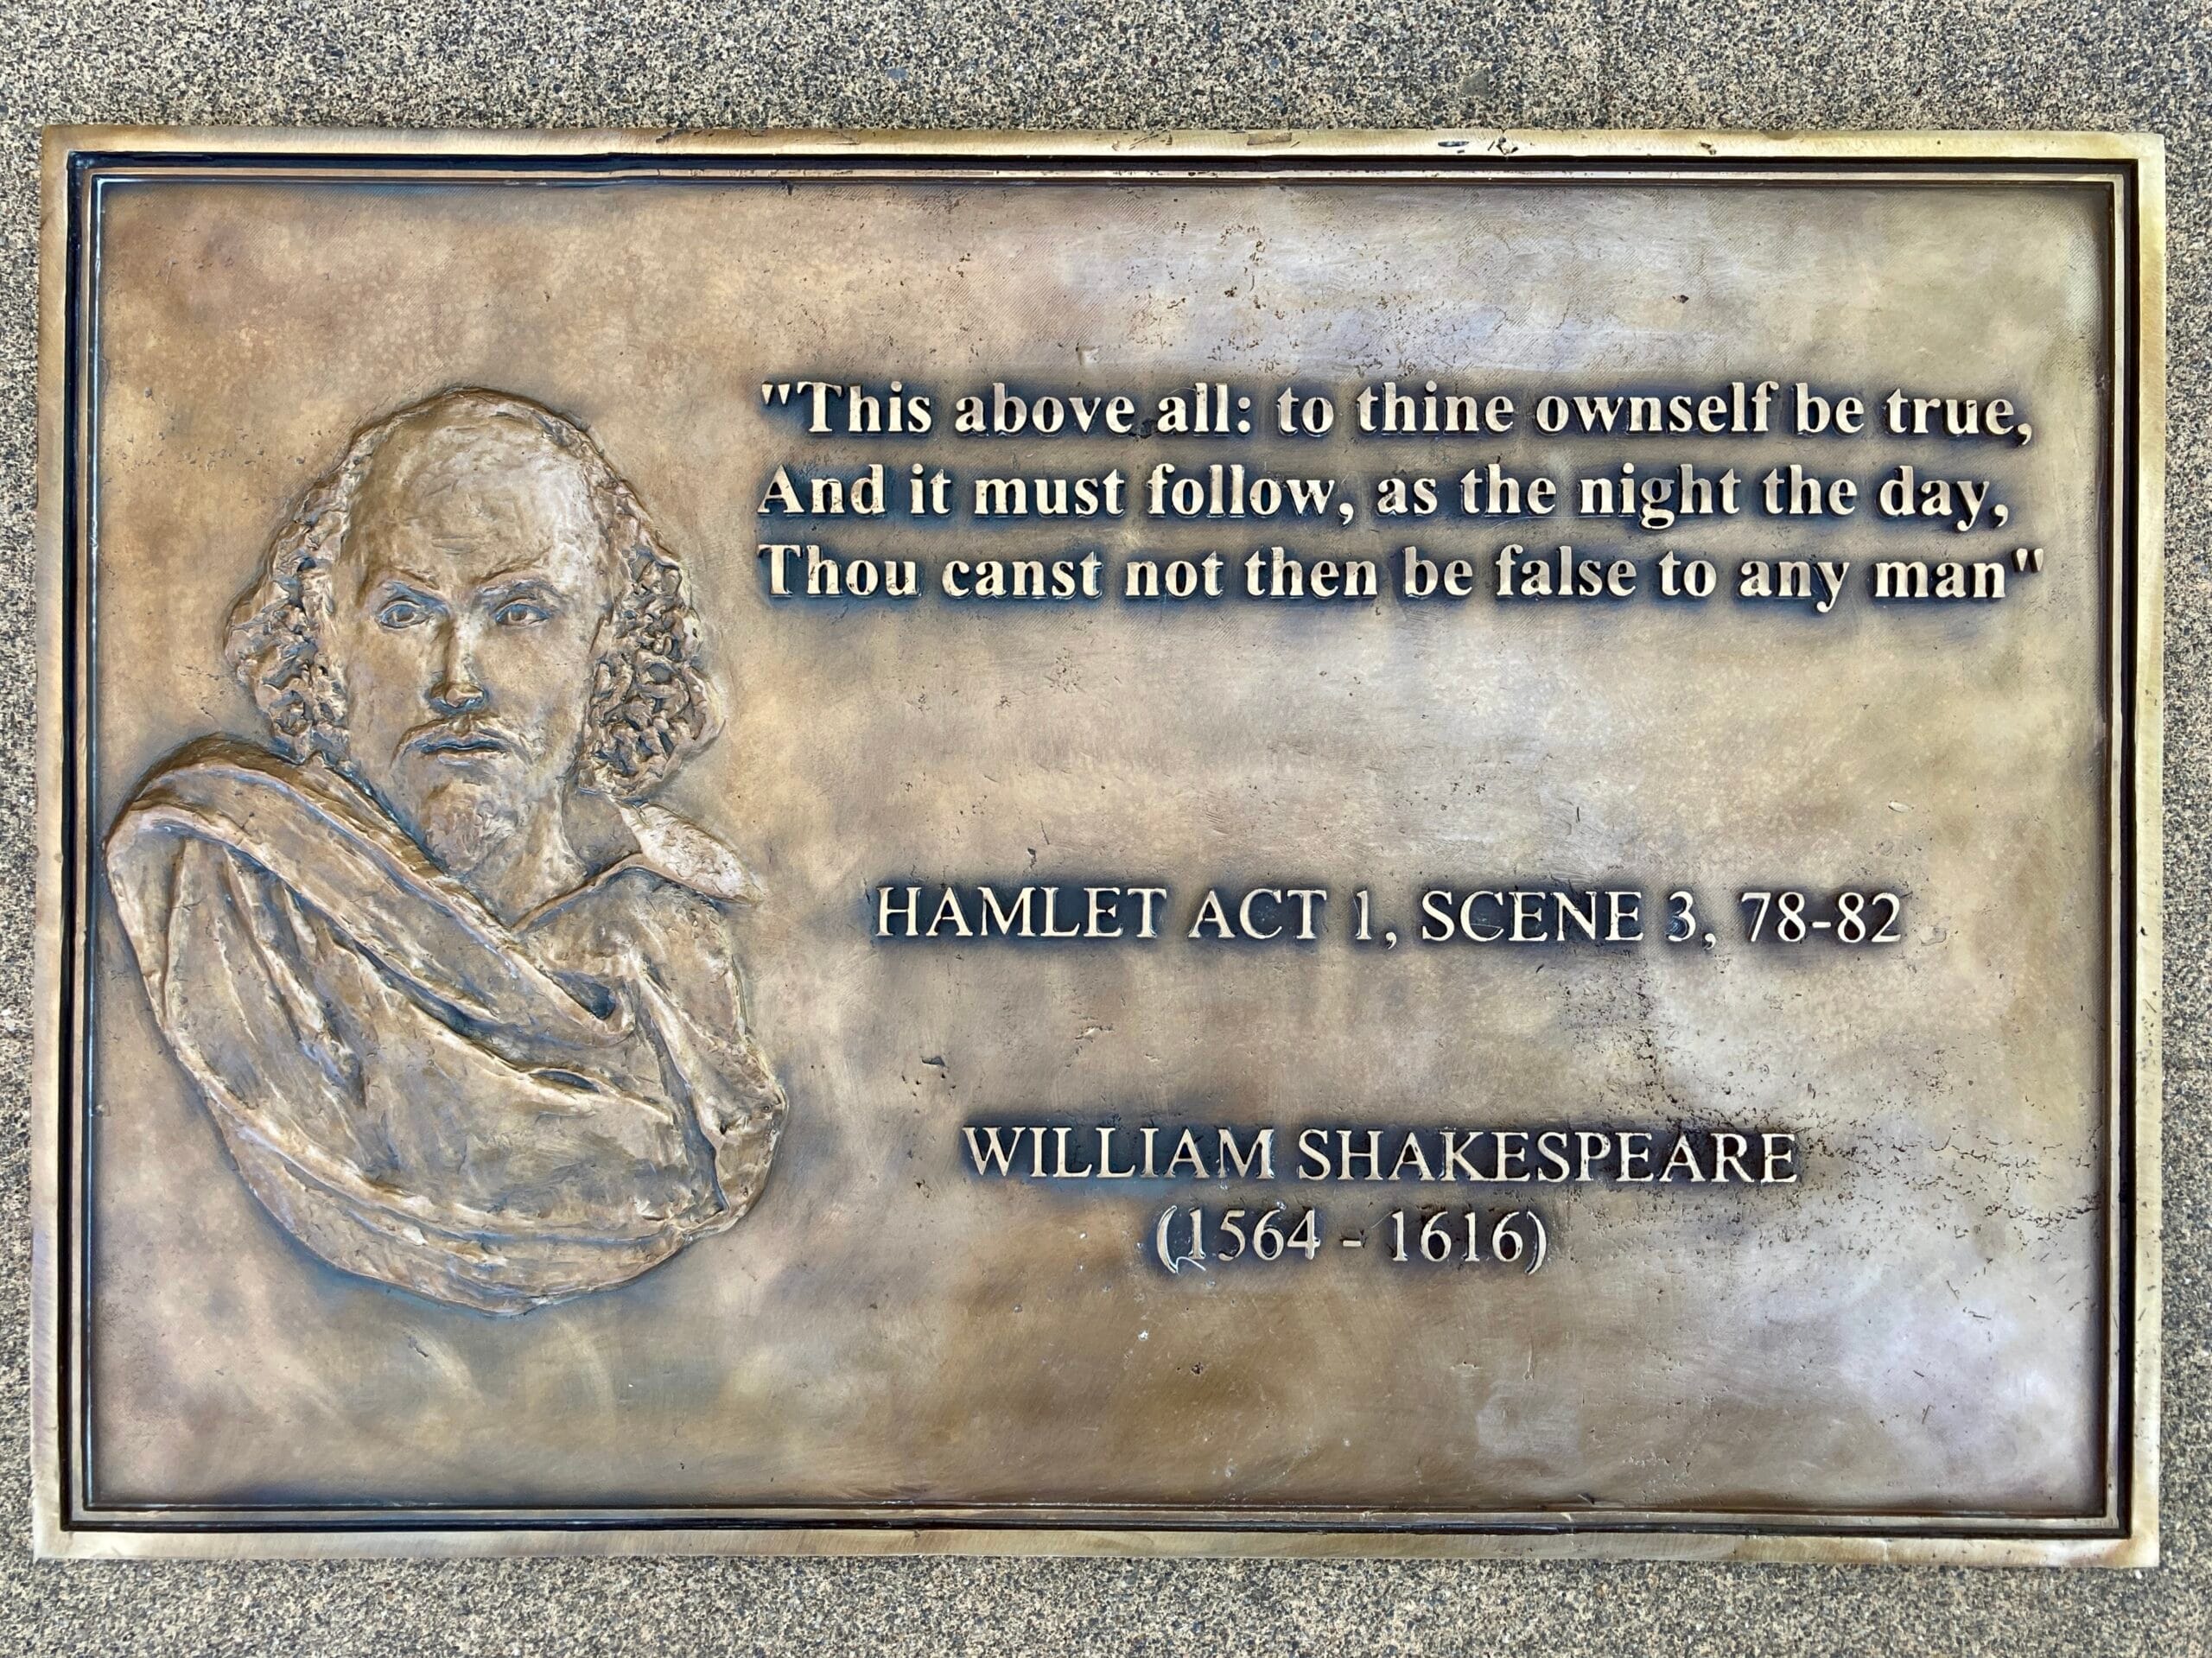 "This above all: to thine ownself be true,
And it must follow, as the night the day,
Thou canst not then be false to any man"
HAMLET ACT 1, SCENE 3, 78-82
WILLIAM SHAKESPEARE
(1564 - 1616)